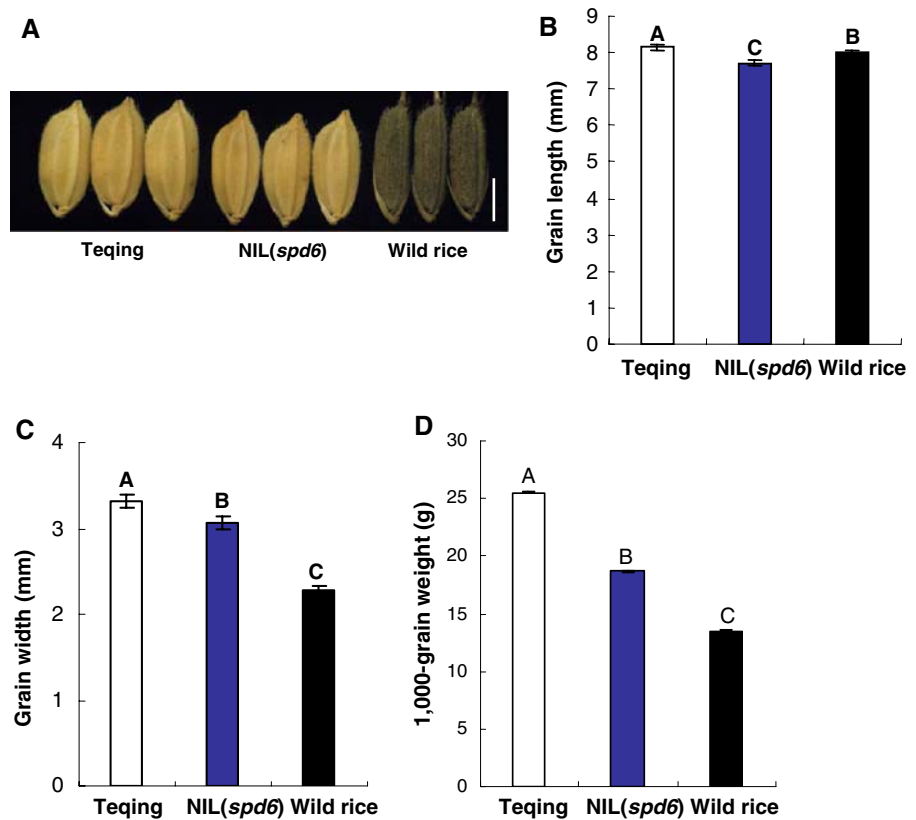 A
Teqing NIL(spd6) Wild rice
B
Grain length (mm)
9
8
7
6
5
4
3
2
1
0
A
C
B
Teqing NIL(spd6) Wild rice
C
Grain width (mm)
4
3
2
1
0
A
B
C
Teqing NIL(spd6) Wild rice
D
1,000-grain weight (g)
30
25
20
15
10
5
0
A
B
C
Teqing NIL(spd6) Wild rice